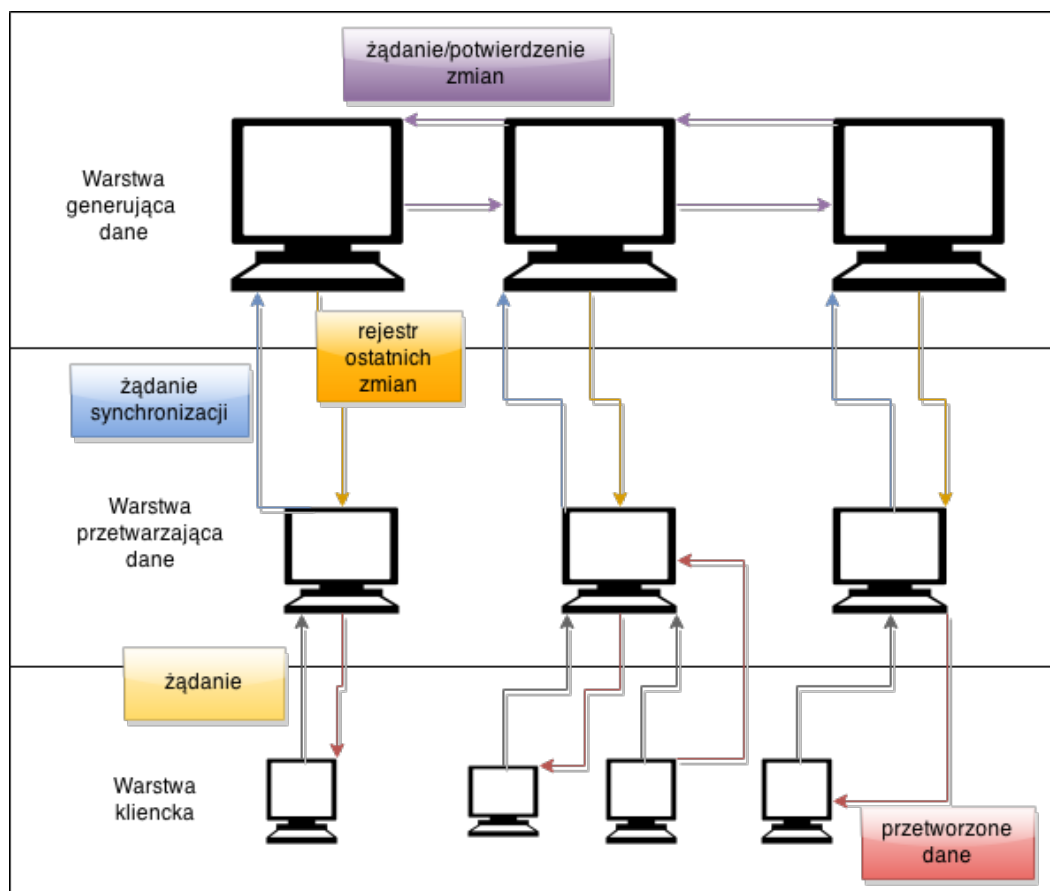 żądanie/potwierdzenie
zmian
Warstwa
generująca
dane
rejestr
ostatnich
zmian
żądanie
synchronizacji
Warstwa
przetwarzająca
dane
żądanie
Warstwa
kliencka
przetworzone
dane